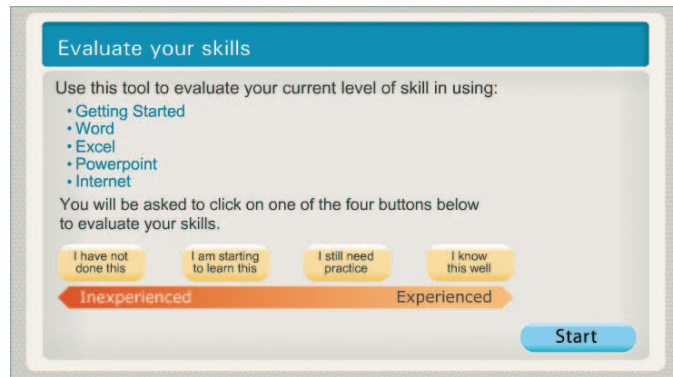 Evaluate your skills
Use this tool to evaluate your current level of skill in using:
• Getting Started
• Word
• Excel
• Powerpoint
• Internet
You will be asked to click on one of the four buttons below
to evaluate your skills.
I have not
done this
I am starting
to learn this
I still need
practice
I know
this well
Inexperienced
Experienced
Start